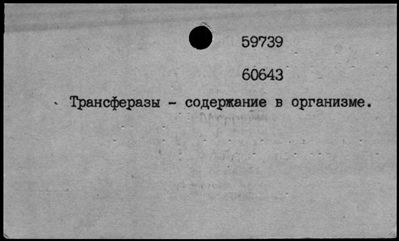 59739
60643
Трансферазы - содержание в организме.